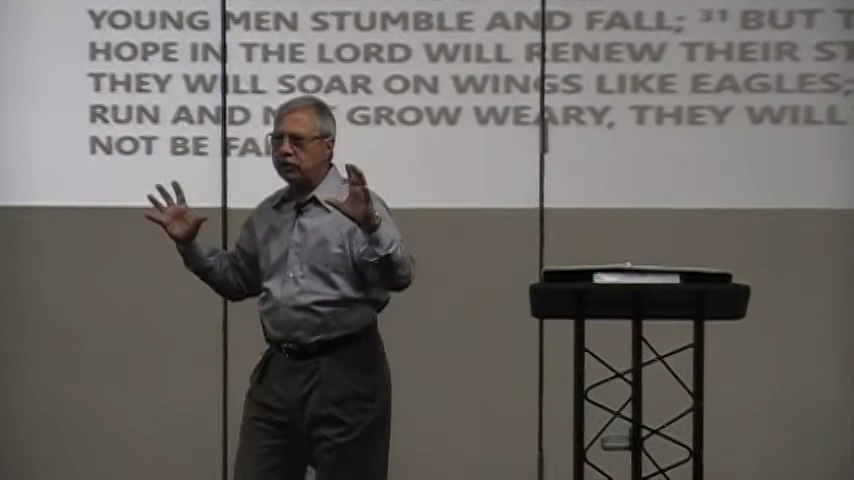 YOUNG MEN STUMBLE AND FALL; 31 BUT
HOPE IN THE LORD WILL RENEW THEIR
THEY WILL SOAR ON WINGS LIKE EAGLES;
RUN AND GROW WEARY, THEY WILL
NOT BE